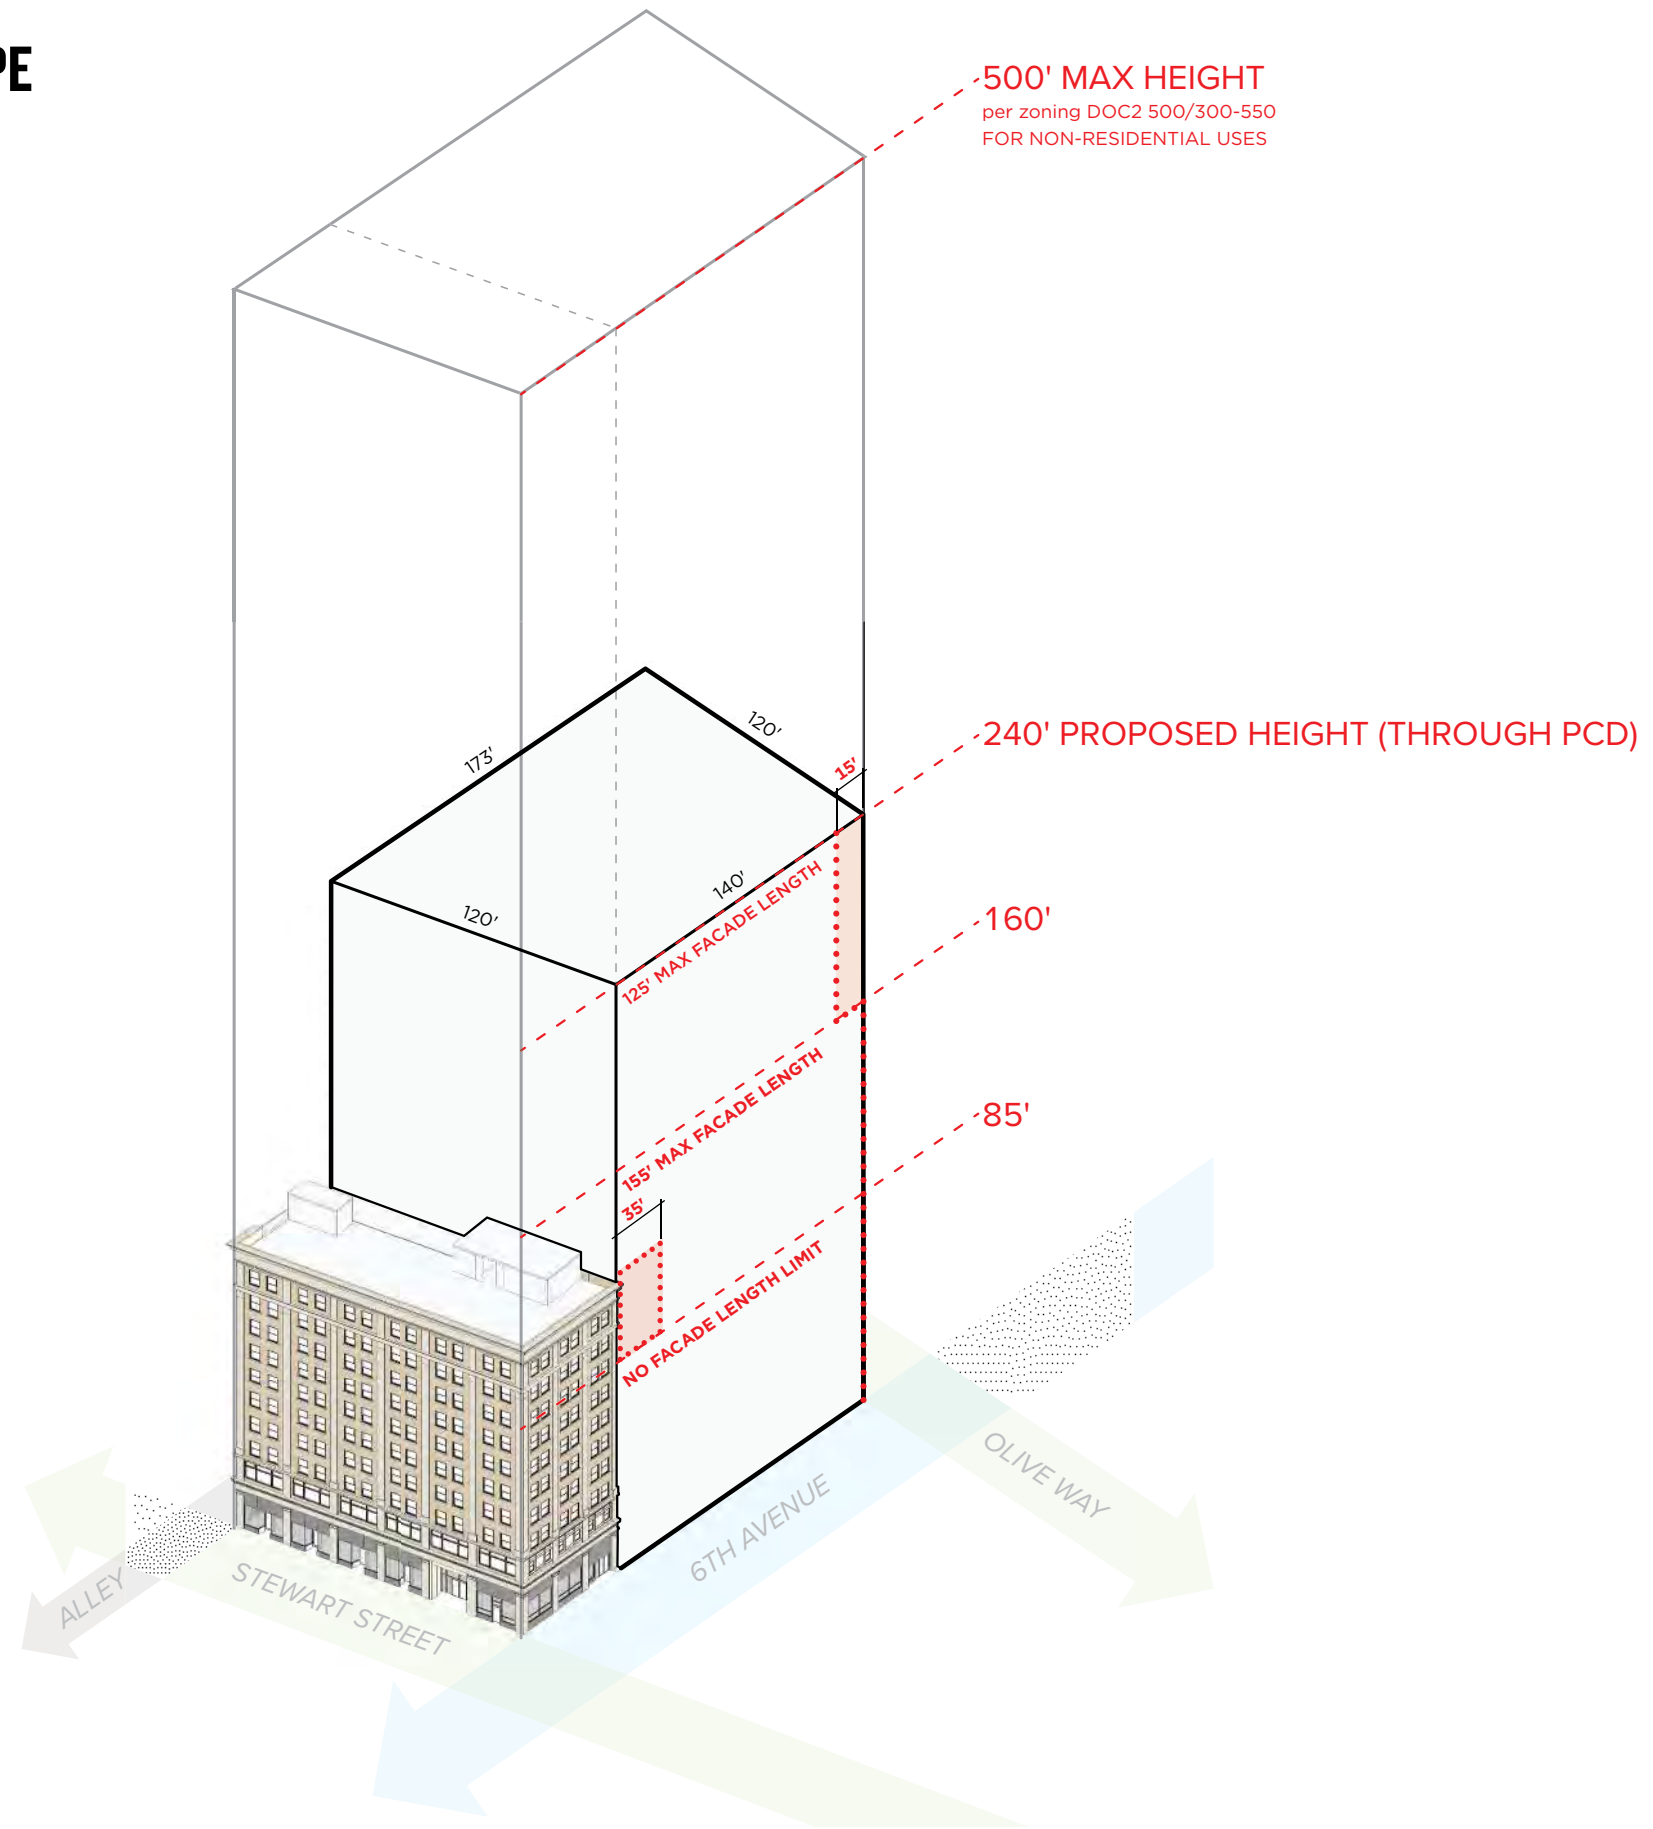 PE
500' MAX HEIGHT
per zoning DOC2 500/300-550
FOR NON-RESIDENTIAL USES
240' PROPOSED HEIGHT (THROUGH PCD)
120'
173'
15'
140'
120'
125' MAX FACADE LENGTH
160'
155' MAX FACADE LENGTH
85'
35'
NO FACADE LENGTH LIMIT
OLIVE WAY
6TH AVENUE
ALLEY
STEWART STREET